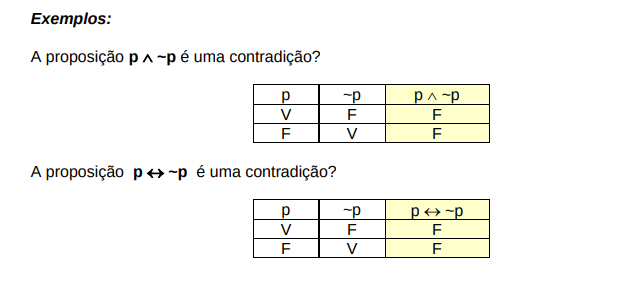 Exemplos:
A proposição p ∧ ~p é uma contradição?
p ~p p ∧ ~p
V F F
F V F
A proposição p ↔ ~p é uma contradição?
p ~p p ↔ ~p
V F F
F V F